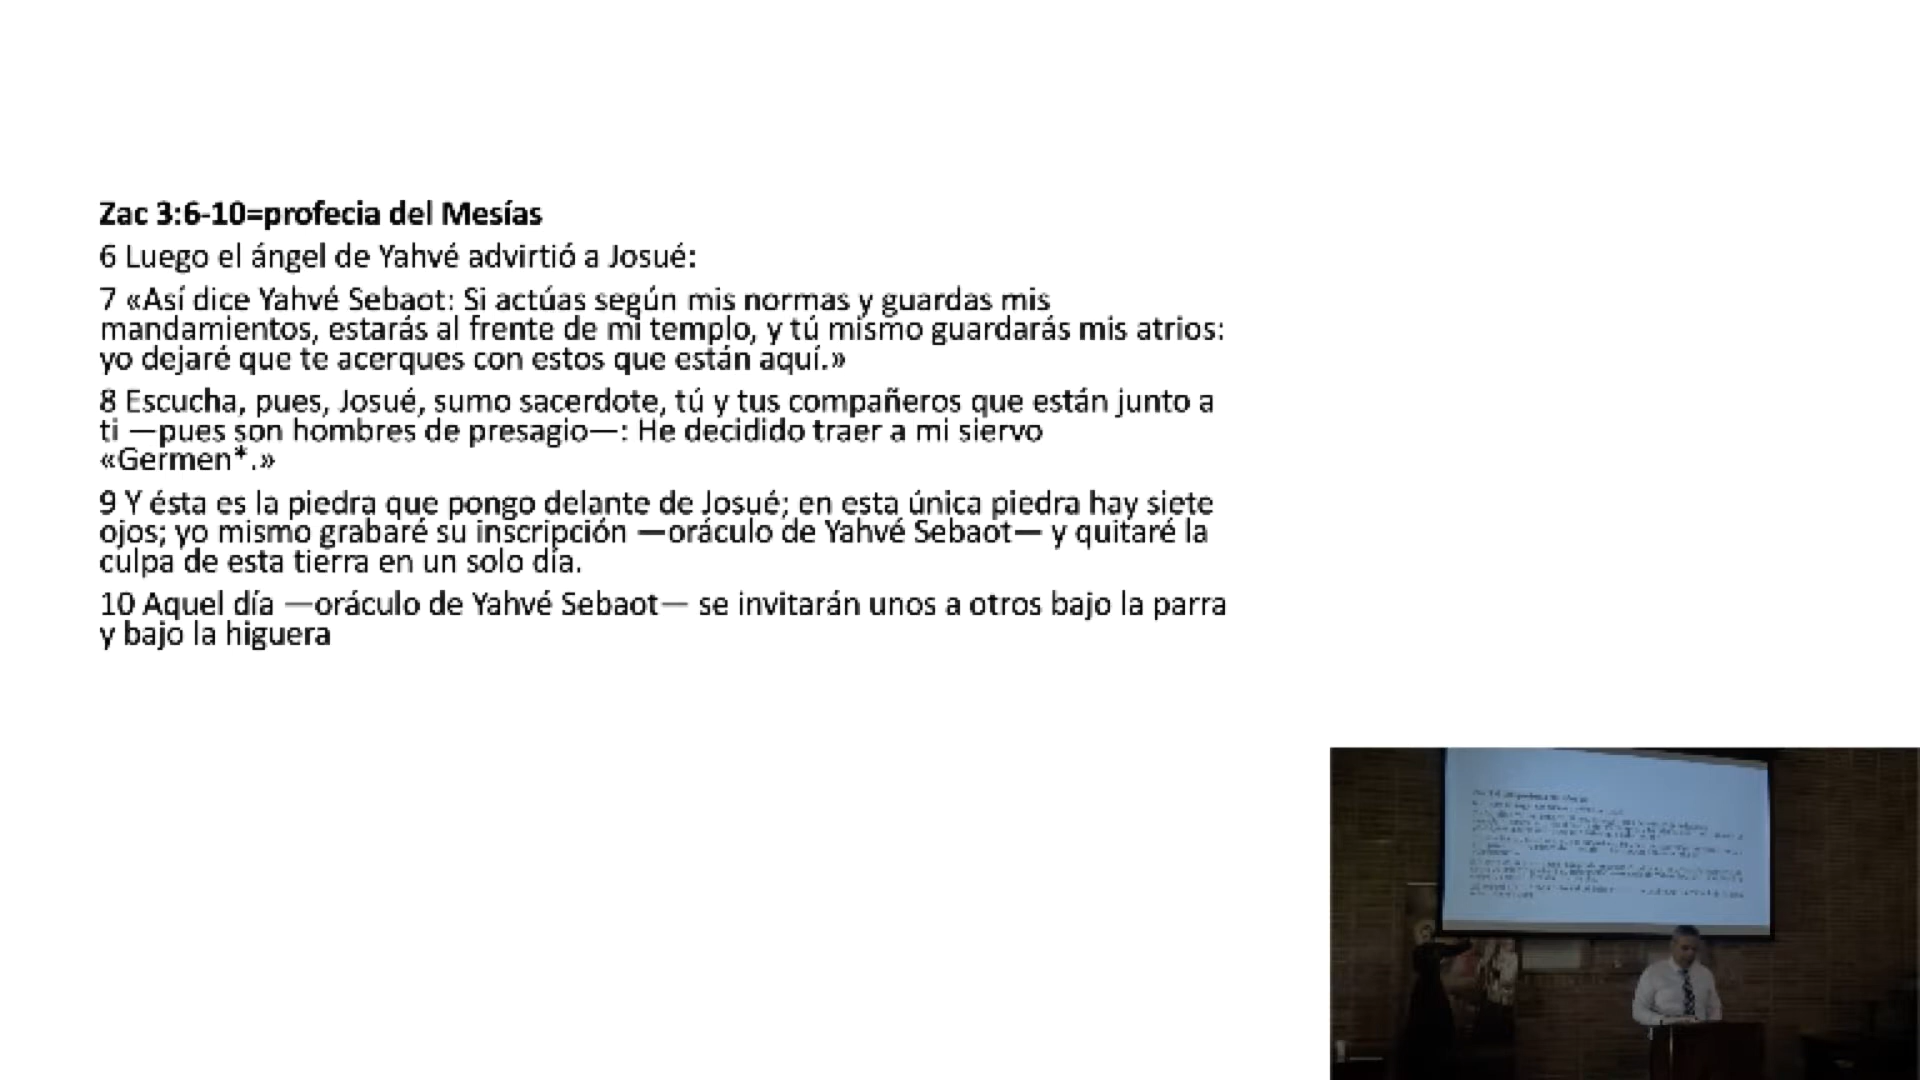 Zac 3:6-10=profecia del Mesías
6 Luego el ángel de Yahvé advirtió a Josué:
7 «Así dice Yahvé Sebaot: Si actúas según mis normas y guardas mis
mandamientos, estarás al frente de mi templo, y tú mismo guardarás mis atrios:
yo dejaré que te acerques con estos que están aquí.»
8 Escucha, pues, Josué, sumo sacerdote, tú y tus compañeros que están junto a
ti —pues son hombres de presagio—: He decidido traer a mi siervo
«Germen*.»
9 Y ésta es la piedra que pongo delante de Josué; en esta única piedra hay siete
ojos; yo mismo grabaré su inscripción —oráculo de Yahvé Sebaot— y quitaré la
culpa de esta tierra en un solo día.
10 Aquel día —oráculo de Yahvé Sebaot— se invitarán unos a otros bajo la parra
y bajo la higuera